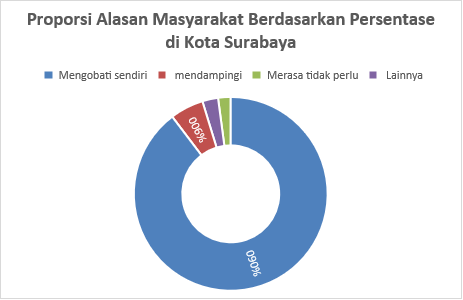 Proporsi Alasan Masyarakat Berdasarkan Persentase
di Kota Surabaya
Mengobati sendiri mendampingi Merasa tidak perlu Lainnya
006%
090%